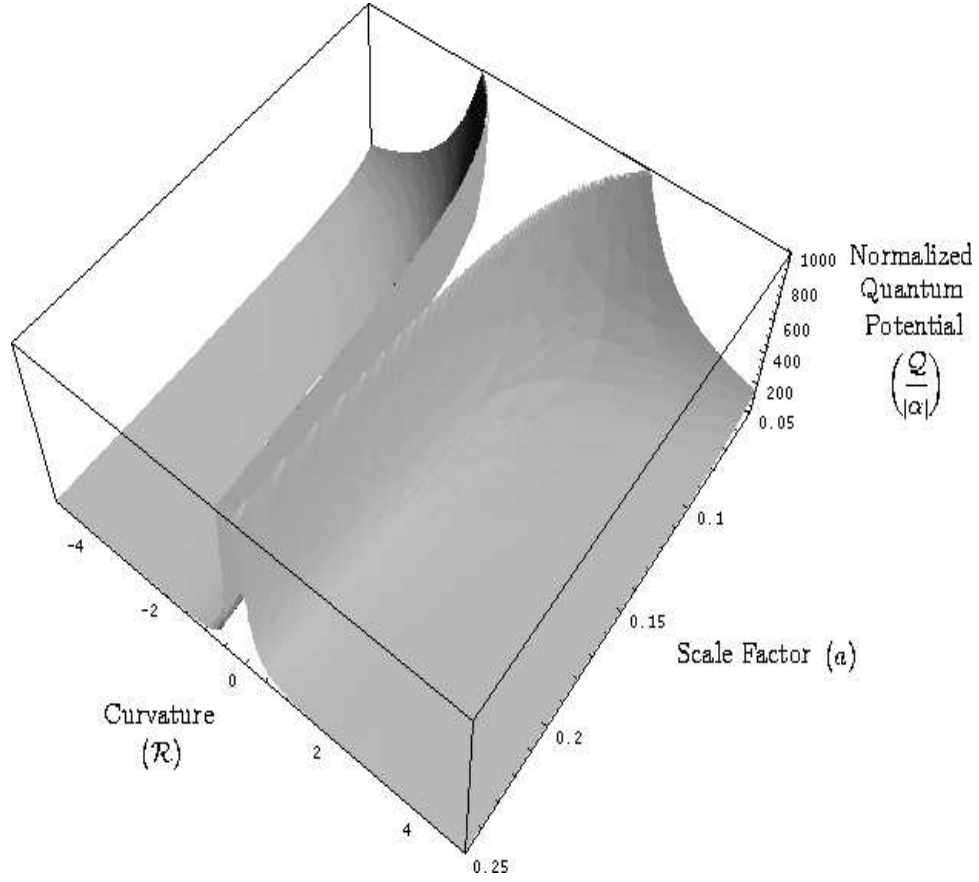 1000
800
600
400
200
Normalized
Quantum
Potential
(Q/|α|)
0.05
0.1
0.15
0.2
0.25
Scale Factor (a)
-4
-2
0
2
4
Curvature
(ℛ)